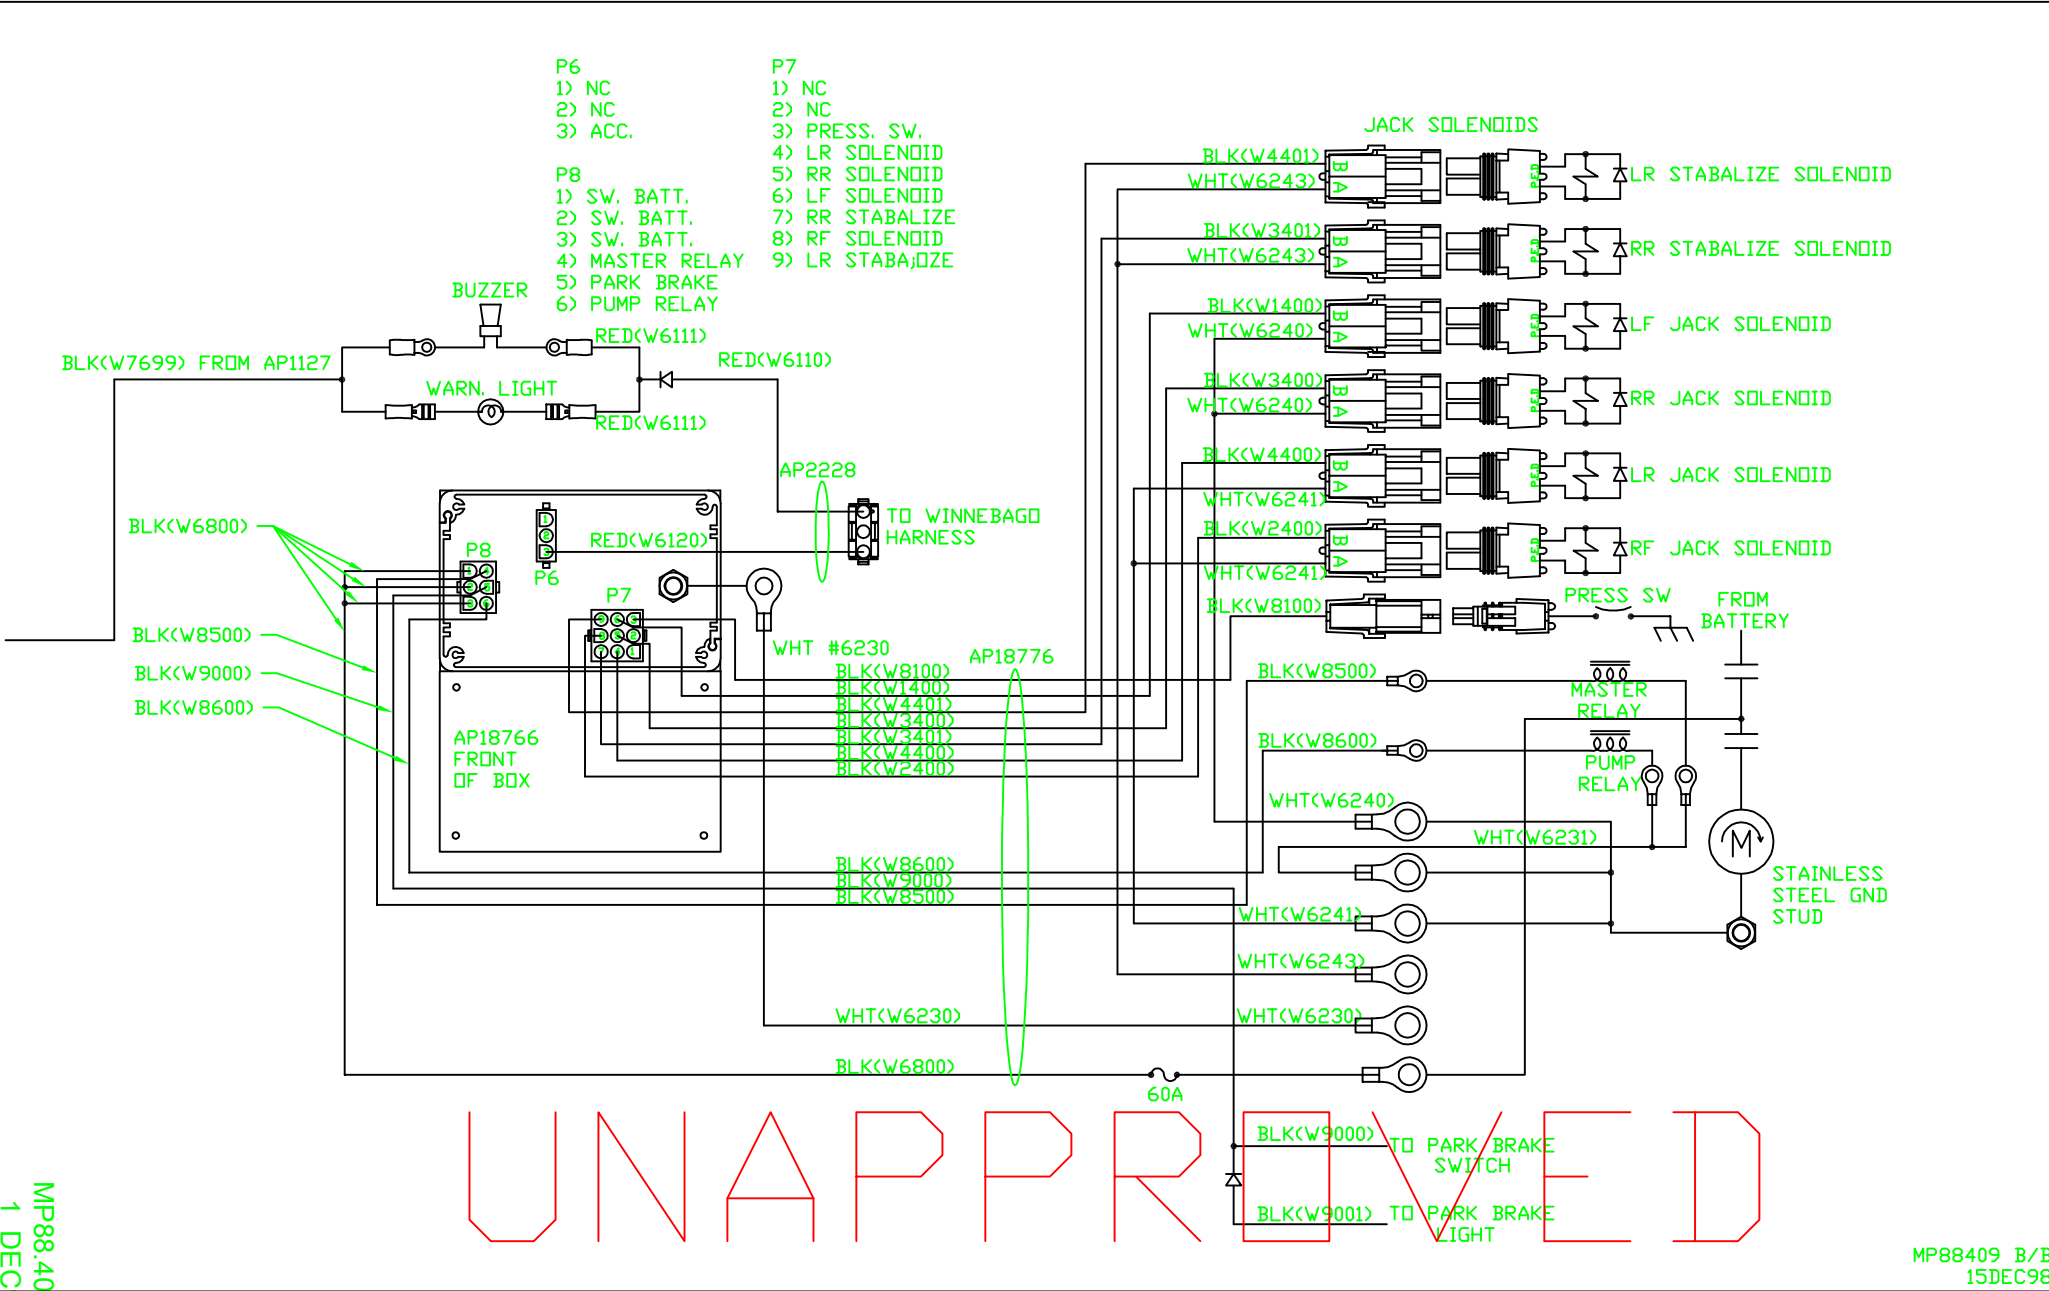 P6
1) NC
2) NC
3) ACC.
P8
1) SW. BATT.
2) SW. BATT.
3) SW. BATT.
4) MASTER RELAY
5) PARK BRAKE
6) PUMP RELAY
P7
1) NC
2) NC
3) PRESS. SW.
4) LR SOLENOID
5) RR SOLENOID
6) LF SOLENOID
7) RR STABALIZE
8) RF SOLENOID
9) LR STABA;OZE
BUZZER
RED(W6111)
BLK(W7699) FROM AP1127
RED(W6110)
WARN. LIGHT
RED(W6111)
AP2228
TO WINNEBAGO
HARNESS
BLK(W6800)
RED(W6120)
P8
P6
P7
1
2
3
BLK(W8500)
BLK(W9000)
BLK(W8600)
WHT #6230
AP18776
AP18766
FRONT
OF BOX
BLK(W8100)
BLK(W1400)
BLK(W4401)
BLK(W3400)
BLK(W3401)
BLK(W4400)
BLK(W2400)
BLK(W8600)
BLK(W9000)
BLK(W8500)
WHT(W6230)
BLK(W6800)
60A
JACK SOLENOIDS
BLK(W4401)
WHT(W6243)
B
A
P.E.D
LR STABALIZE SOLENOID
BLK(W3401)
WHT(W6243)
B
A
P.E.D
RR STABALIZE SOLENOID
BLK(W1400)
WHT(W6240)
B
A
P.E.D
LF JACK SOLENOID
BLK(W3400)
WHT(W6240)
B
A
P.E.D
RR JACK SOLENOID
BLK(W4400)
WHT(W6241)
B
A
P.E.D
LR JACK SOLENOID
BLK(W2400)
WHT(W6241)
B
A
P.E.D
RF JACK SOLENOID
BLK(W8100)
PRESS SW
FROM
BATTERY
BLK(W8500)
MASTER
RELAY
BLK(W8600)
PUMP
RELAY
WHT(W6240)
WHT(W6231)
M
STAINLESS
STEEL GND
STUD
WHT(W6241)
WHT(W6243)
WHT(W6230)
UNAPPROVED
BLK(W9000)
TO PARK BRAKE
SWITCH
BLK(W9001)
TO PARK BRAKE
LIGHT
MP88.40
1 DEC
MP88409 B/B
15DEC98